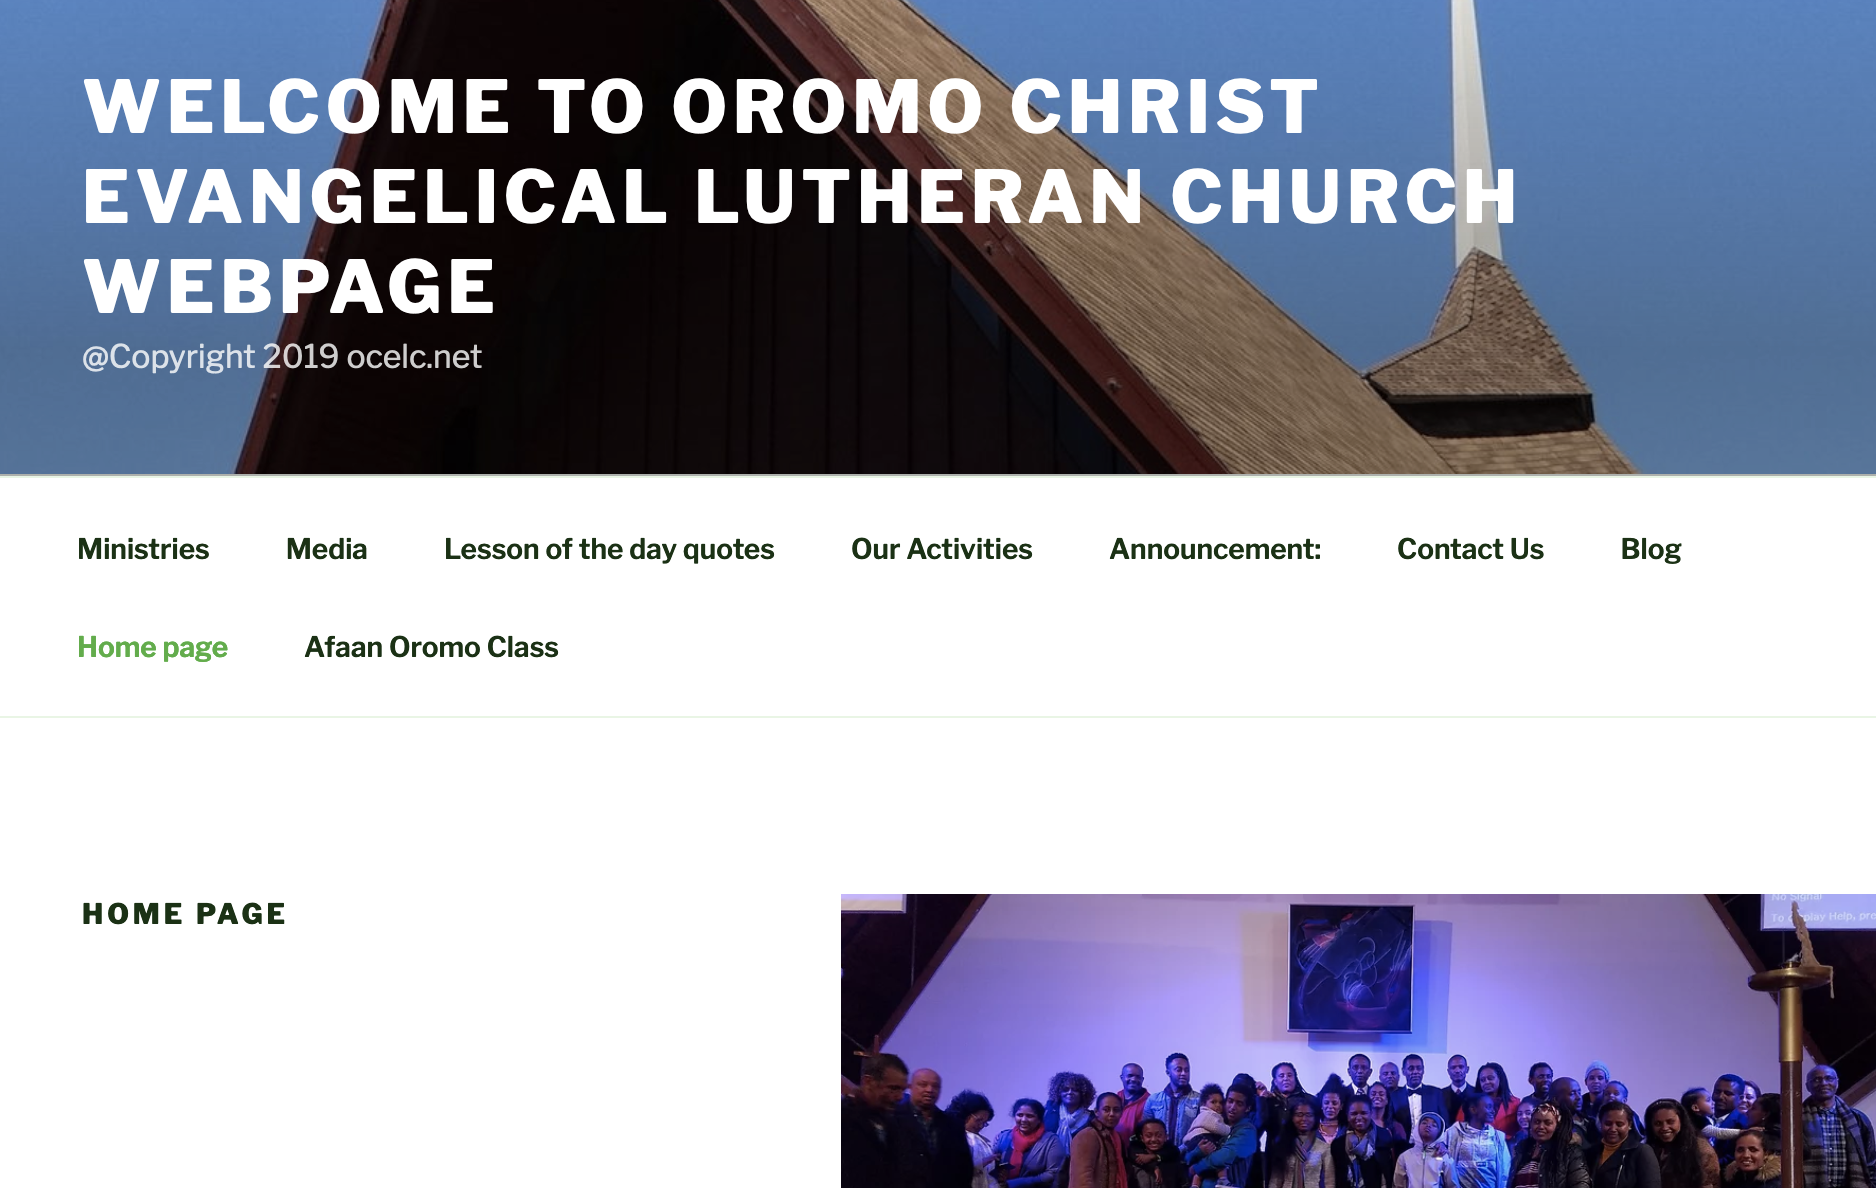 WELCOME TO OROMO CHRIST
EVANGELICAL LUTHERAN CHURCH
WEBPAGE
@Copyright 2019 ocelc.net
Ministries Media Lesson of the day quotes Our Activities Announcement: Contact Us Blog
Home page Afaan Oromo Class
HOME PAGE
No Signal
To display Help, pre